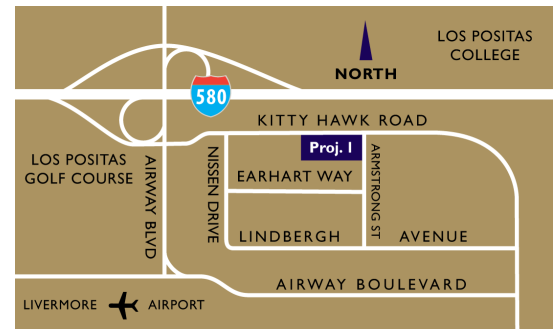 LOS POSITAS
COLLEGE
NORTH
580
KITTY HAWK ROAD
Proj. I
LOS POSITAS
GOLF COURSE
AIRWAY BLVD
NISSEN DRIVE
EARHART WAY
ARMSTRONG ST
LINDBERGH AVENUE
AIRWAY BOULEVARD
LIVERMORE AIRPORT